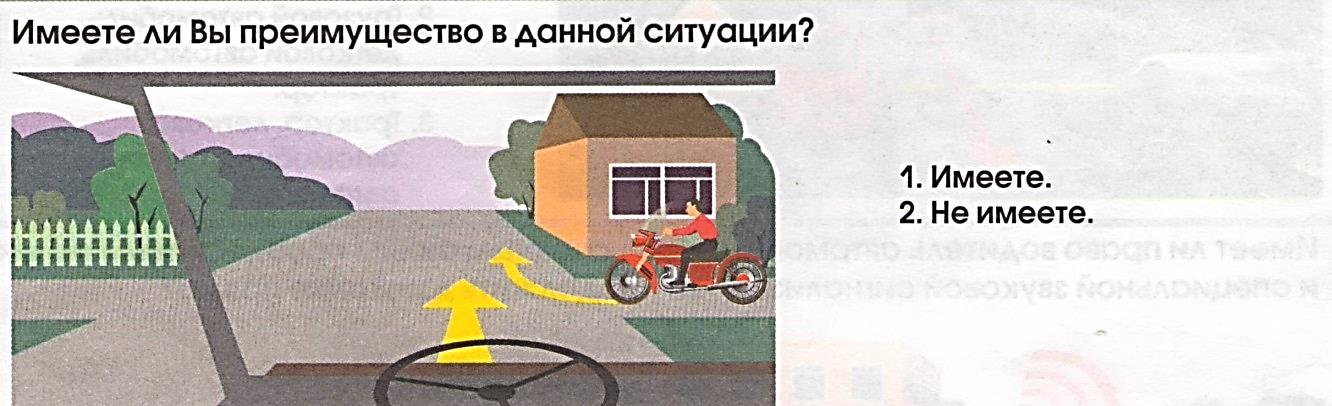 Имеете ли Вы преимущество в данной ситуации?
1. Имеете.
2. Не имеете.